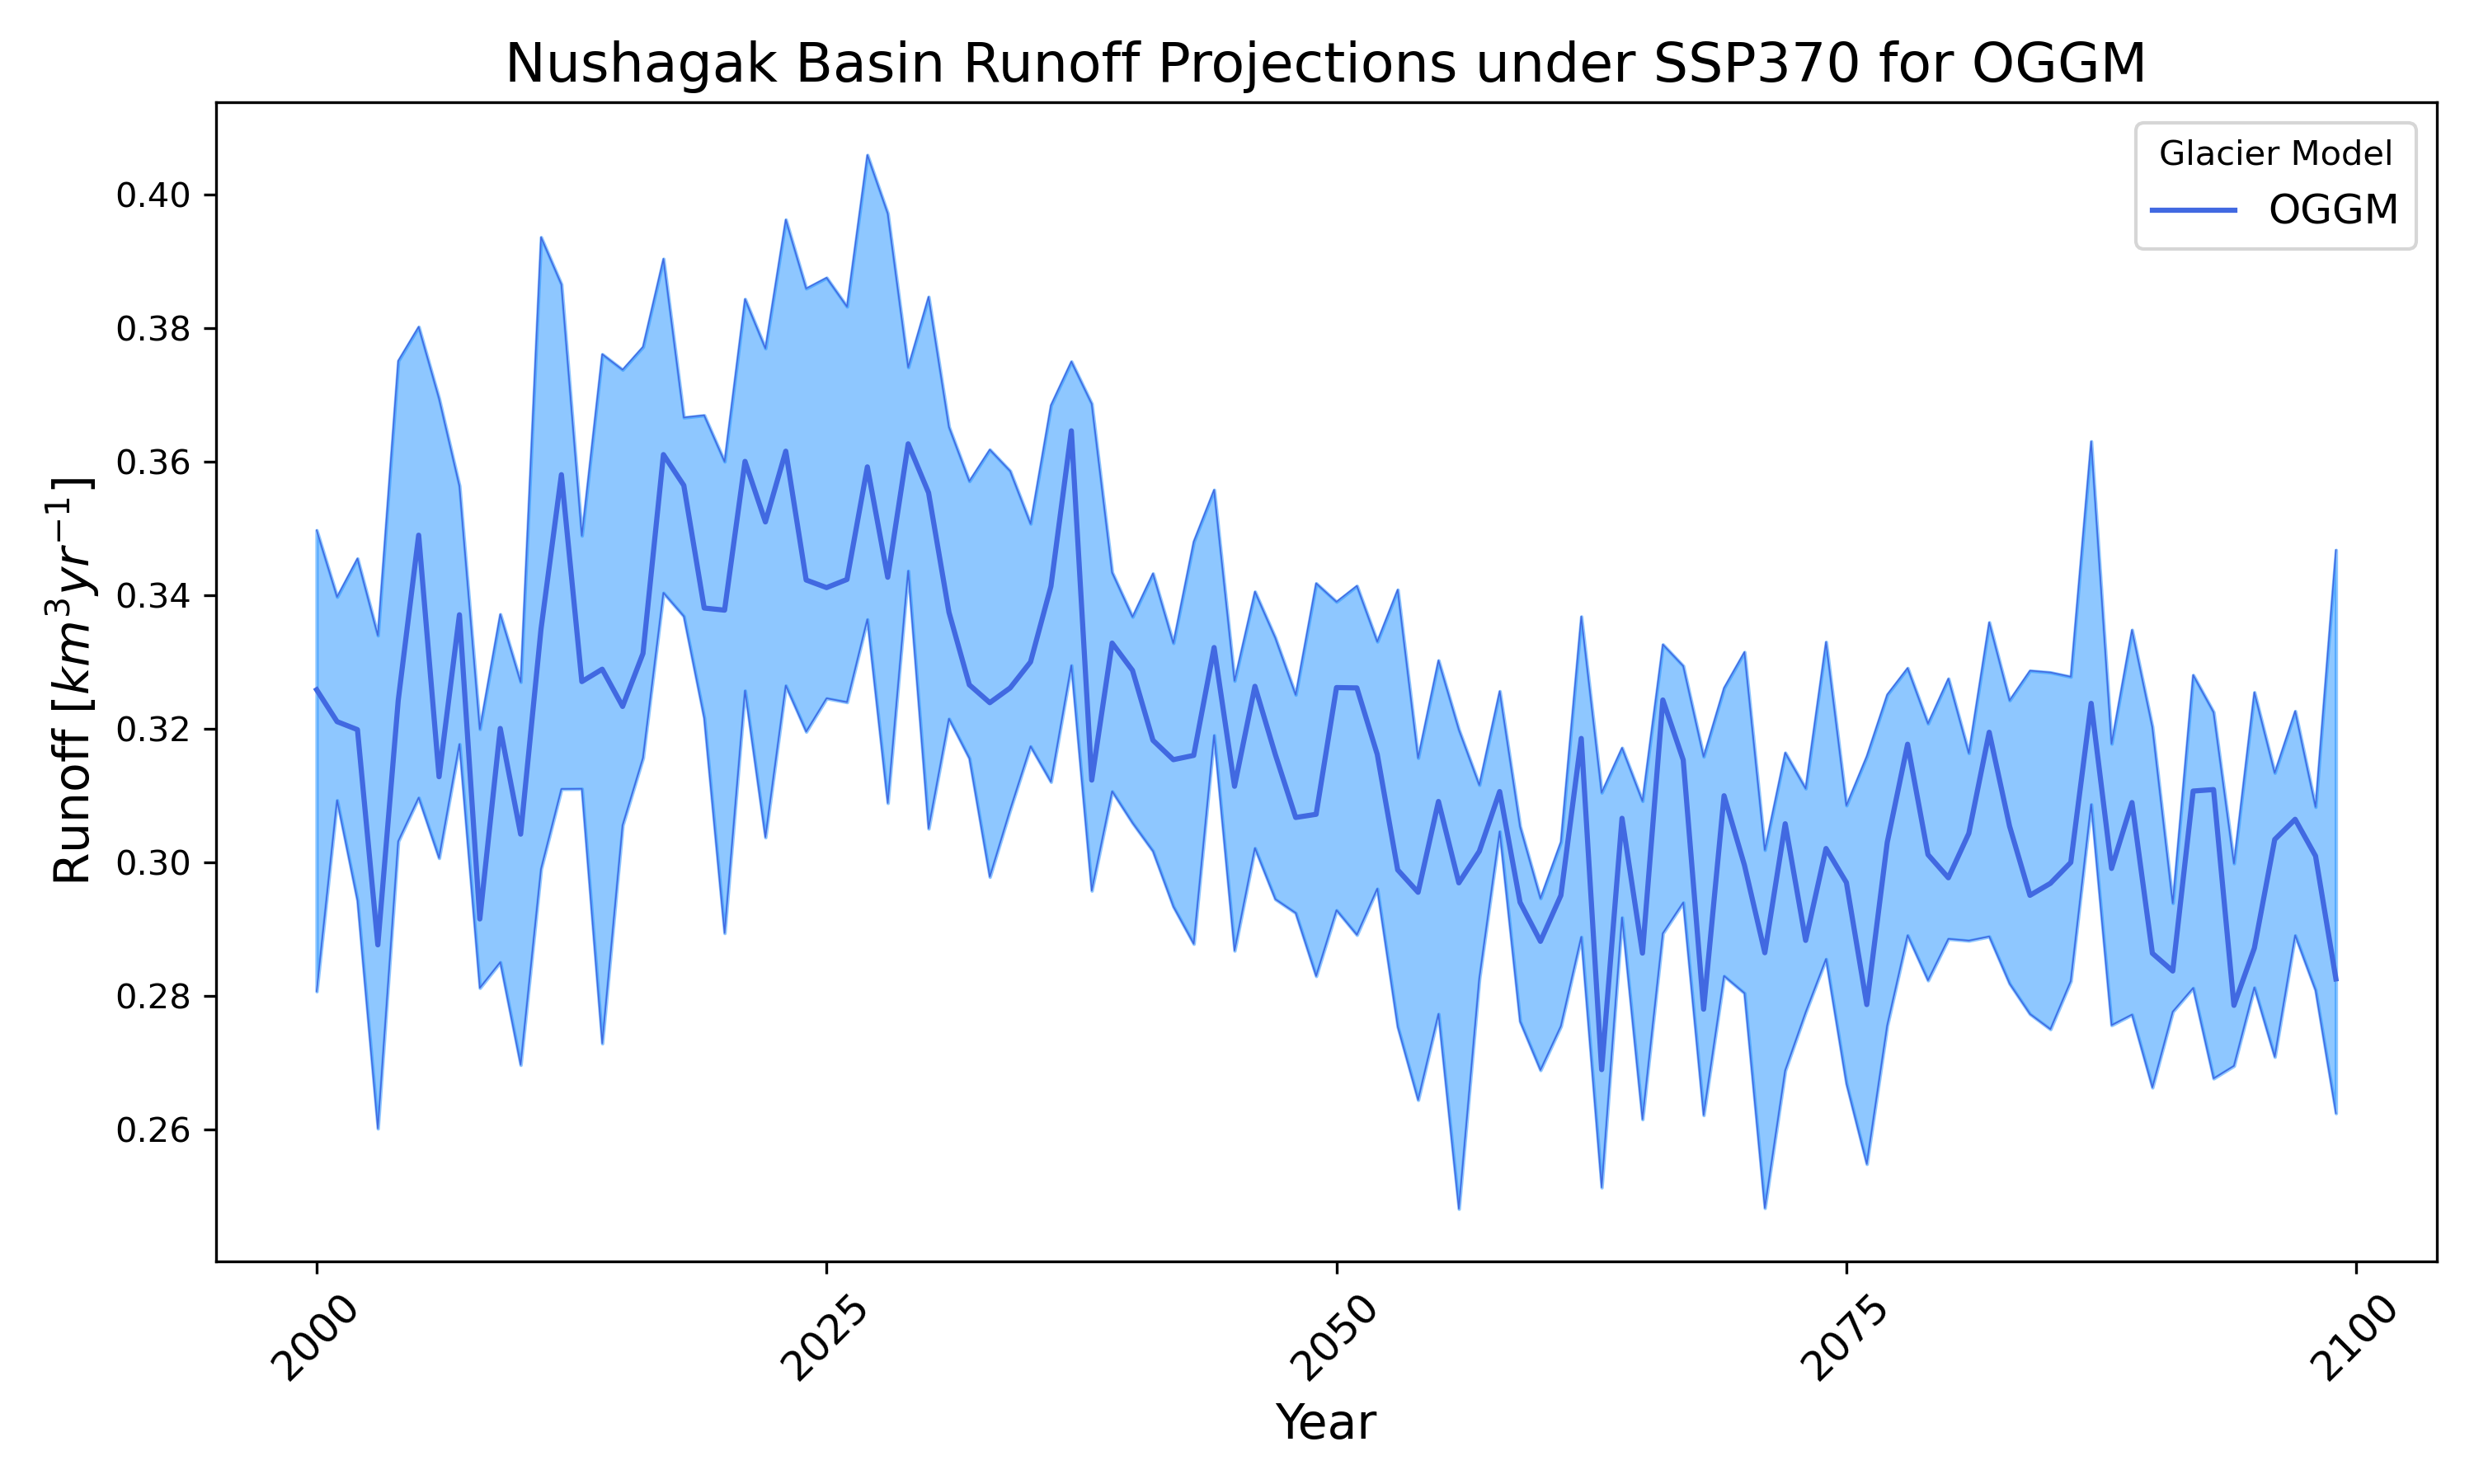 Nushagak Basin Runoff Projections under SSP370 for OGGM
Glacier Model
OGGM
Runoff [km³yr⁻¹]
0.40
0.38
0.36
0.34
0.32
0.30
0.28
0.26
2000
2025
2050
2075
2100
Year